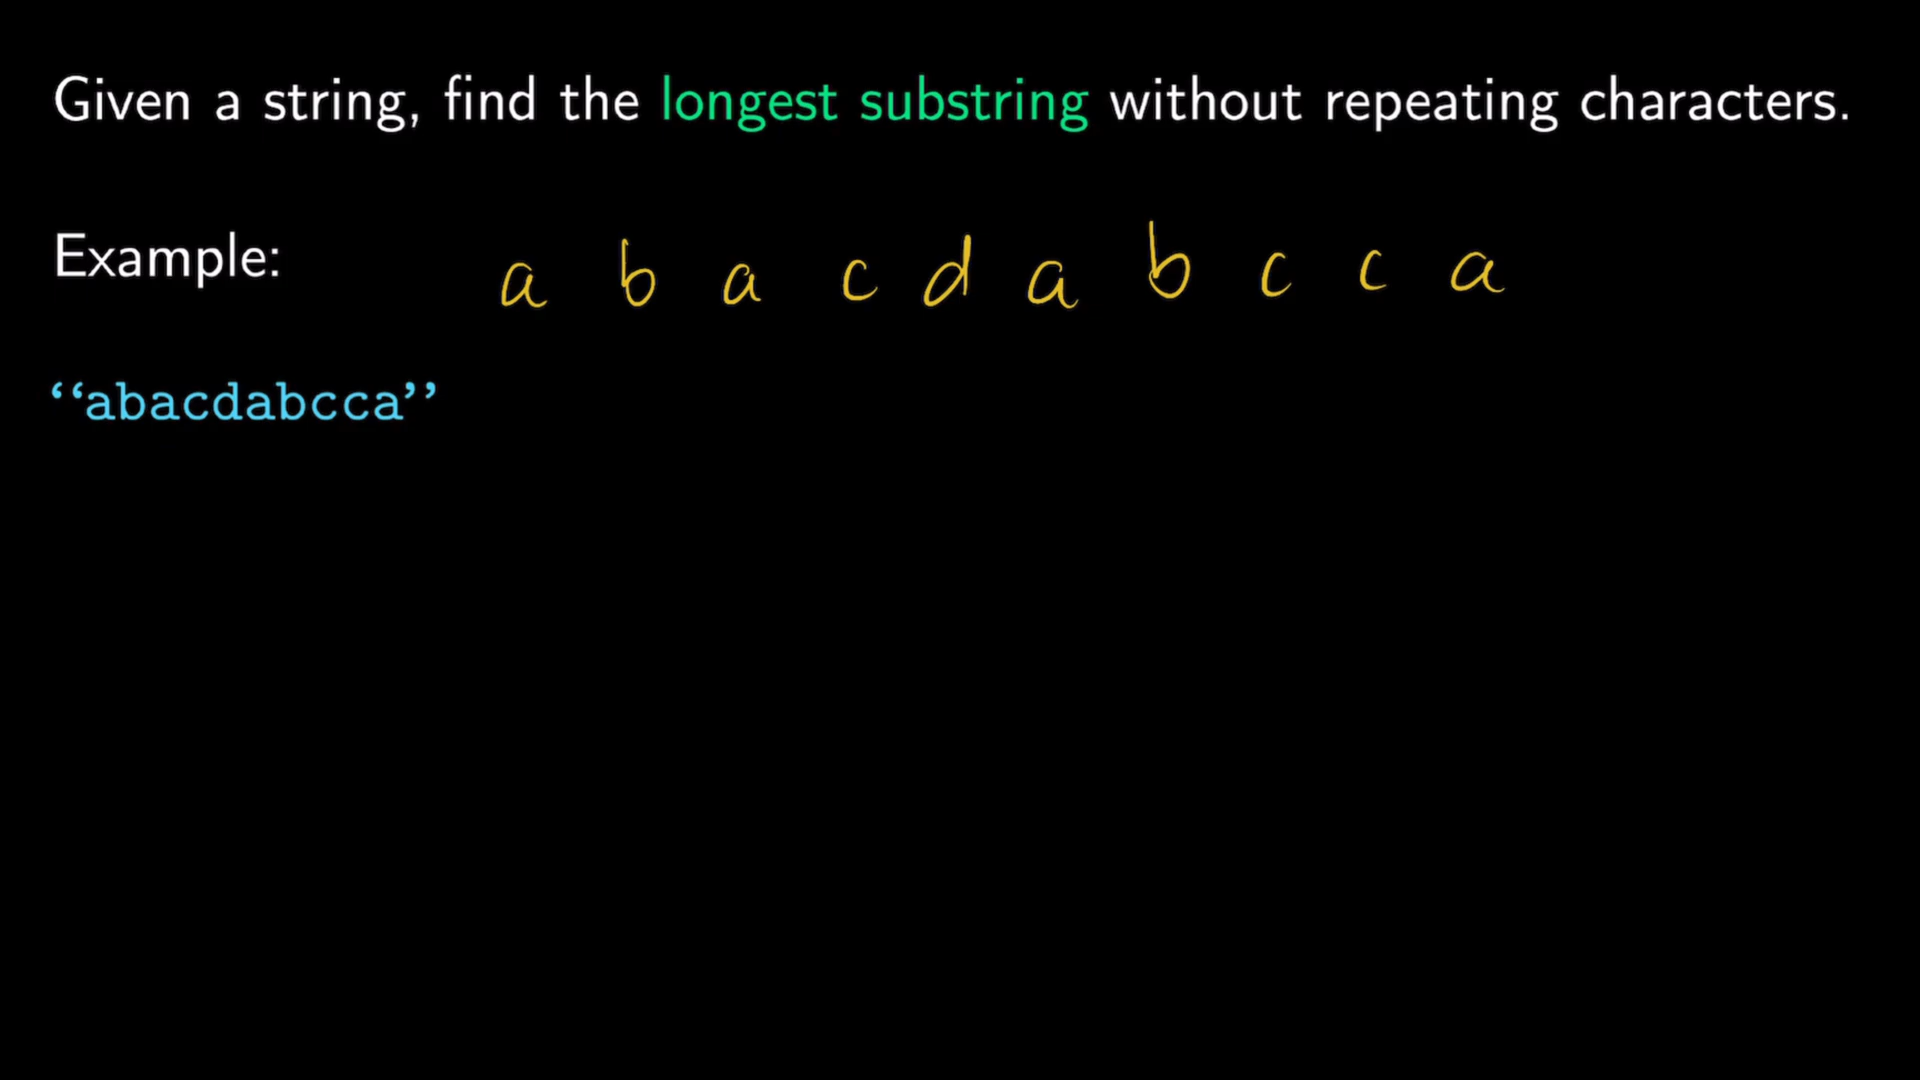 Given a string, find the longest substring without repeating characters.
Example: a b a c d a b c c a
‘‘abacdabcca’’